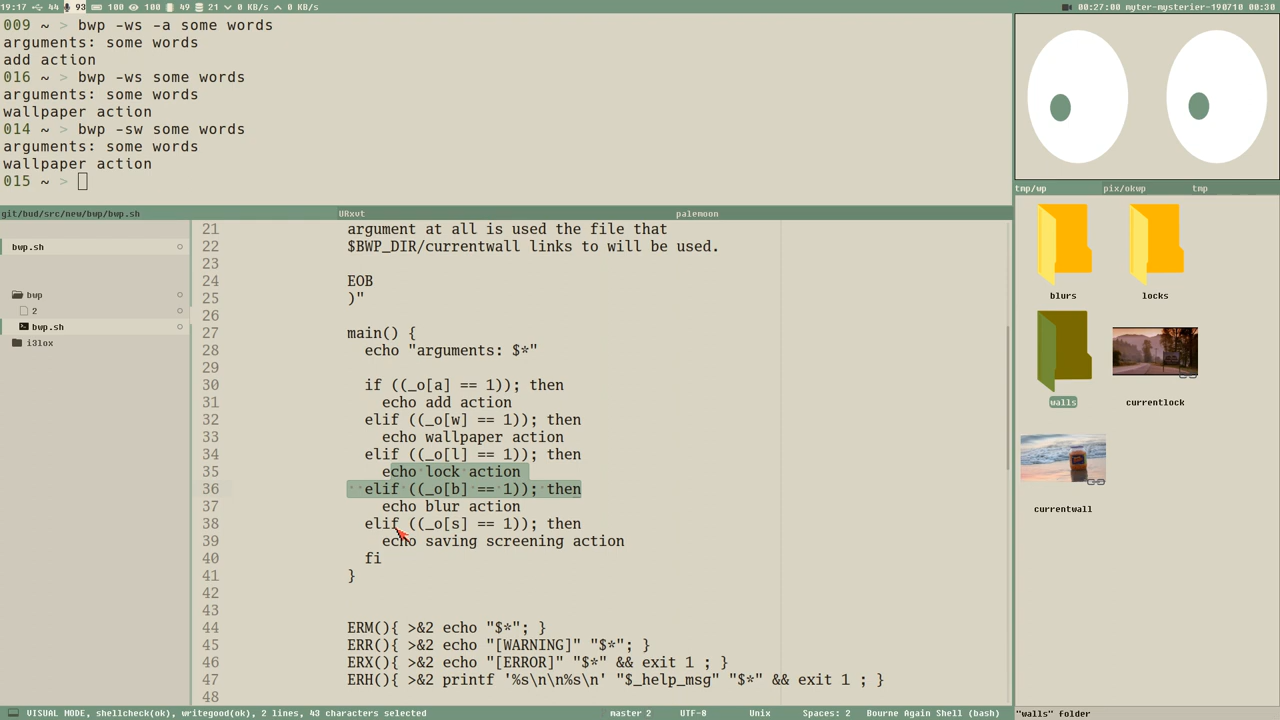 19:17 44 93 100 100 49 21 0 KB/s 0 KB/s
00:27:00 myter-mysterier-190710 00:30
009 ~ > bwp -ws -a some words
arguments: some words
add action
016 ~ > bwp -ws some words
arguments: some words
wallpaper action
014 ~ > bwp -sw some words
arguments: some words
wallpaper action
015 ~ >
git/bud/src/new/bwp/bwp.sh URxvt palemoon
bwp.sh
bwp
2
bwp.sh
i3lox
21 argument at all is used the file that
22 $BWP_DIR/currentwall links to will be used.
23
24 EOB
25 )"
26
27 main() {
28 echo "arguments: $*"
29
30 if ((_o[a] == 1)); then
31 echo add action
32 elif ((_o[w] == 1)); then
33 echo wallpaper action
34 elif ((_o[l] == 1)); then
35 echo lock action
36 elif ((_o[b] == 1)); then
37 echo blur action
38 elif ((_o[s] == 1)); then
39 echo saving screening action
40 fi
41 }
42
43
44 ERM(){ >&2 echo "$*"; }
45 ERR(){ >&2 echo "[WARNING]" "$*"; }
46 ERX(){ >&2 echo "[ERROR]" "$*" && exit 1 ; }
47 ERH(){ >&2 printf '%s\n\n%s\n' "$_help_msg" "$*" && exit 1 ; }
48
VISUAL MODE, shellcheck(ok), writegood(ok), 2 lines, 43 characters selected master 2 UTF-8 Unix Spaces: 2 Bourne Again Shell (bash)
tmp/wp pix/okwp tmp
blurs locks
walls currentlock
currentwall
"walls" folder